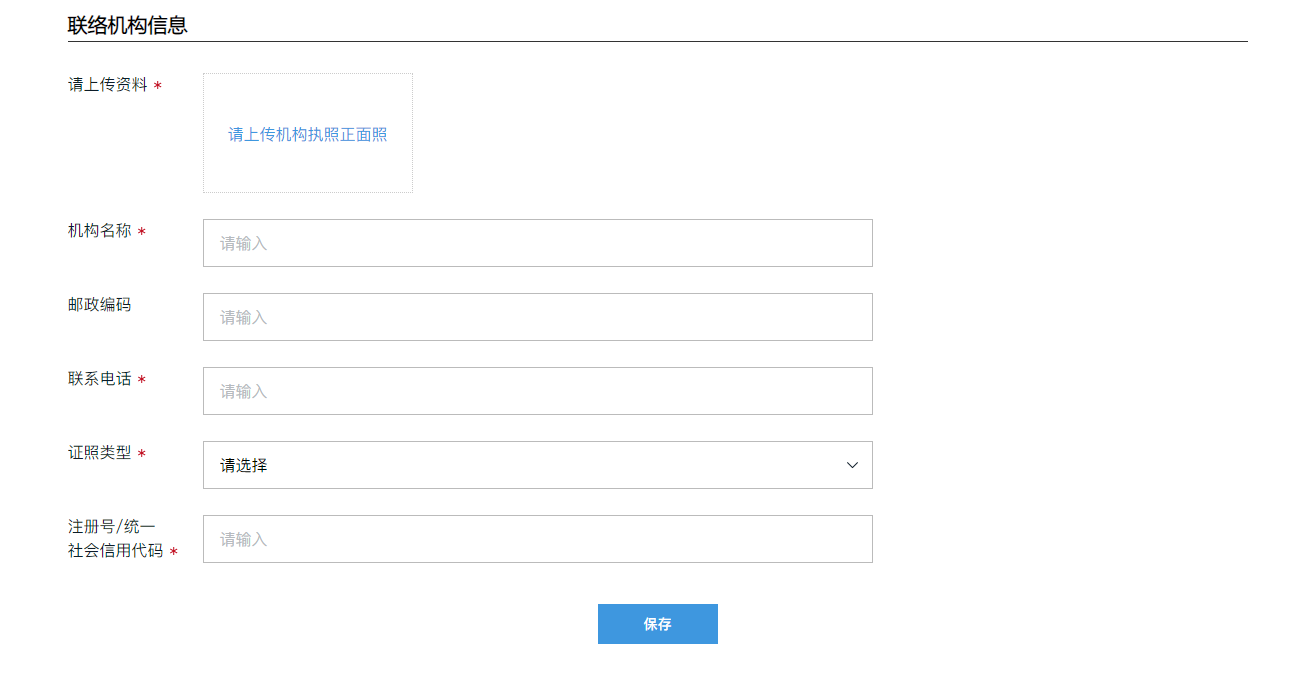 联络机构信息
请上传资料 *
请上传机构执照正面照
机构名称 *
请输入
邮政编码
请输入
联系电话 *
请输入
证照类型 *
请选择
注册号/统一
社会信用代码 *
请输入
保存